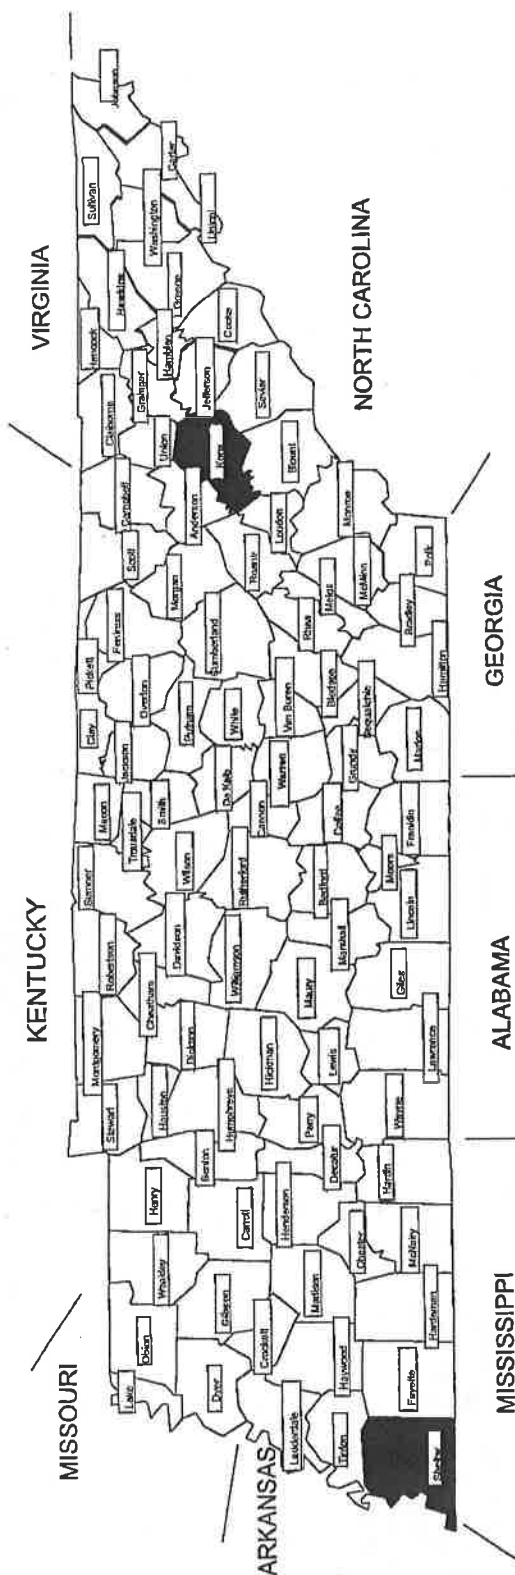 VIRGINIA
KENTUCKY
MISSOURI
ARKANSAS
NORTH CAROLINA
GEORGIA
ALABAMA
MISSISSIPPI
Johnson
Carter
Sullivan
Washington
Unicoi
Hawkins
Greene
Hancock
Hamblen
Cocke
Grainger
Jefferson
Sevier
Claiborne
Union
Knox
Blount
Campbell
Anderson
Loudon
Monroe
Scott
Morgan
Roane
McMinn
Polk
Fentress
Cumberland
Rhea
Meigs
Bradley
Pickett
Overton
Putnam
White
Van Buren
Bledsoe
Sequatchie
Hamilton
Clay
Jackson
De Kalb
Warren
Grundy
Marion
Macon
Trousdale
Smith
Cannon
Coffee
Franklin
Sumner
Wilson
Rutherford
Bedford
Moore
Lincoln
Robertson
Davidson
Williamson
Marshall
Giles
Cheatham
Maury
Montgomery
Dickson
Hickman
Lewis
Lawrence
Stewart
Houston
Humphreys
Perry
Wayne
Benton
Decatur
Hardin
Henry
Carroll
Henderson
Chester
McNairy
Weakley
Gibson
Madison
Hardeman
Obion
Crockett
Haywood
Fayette
Lake
Dyer
Lauderdale
Tipton
Shelby